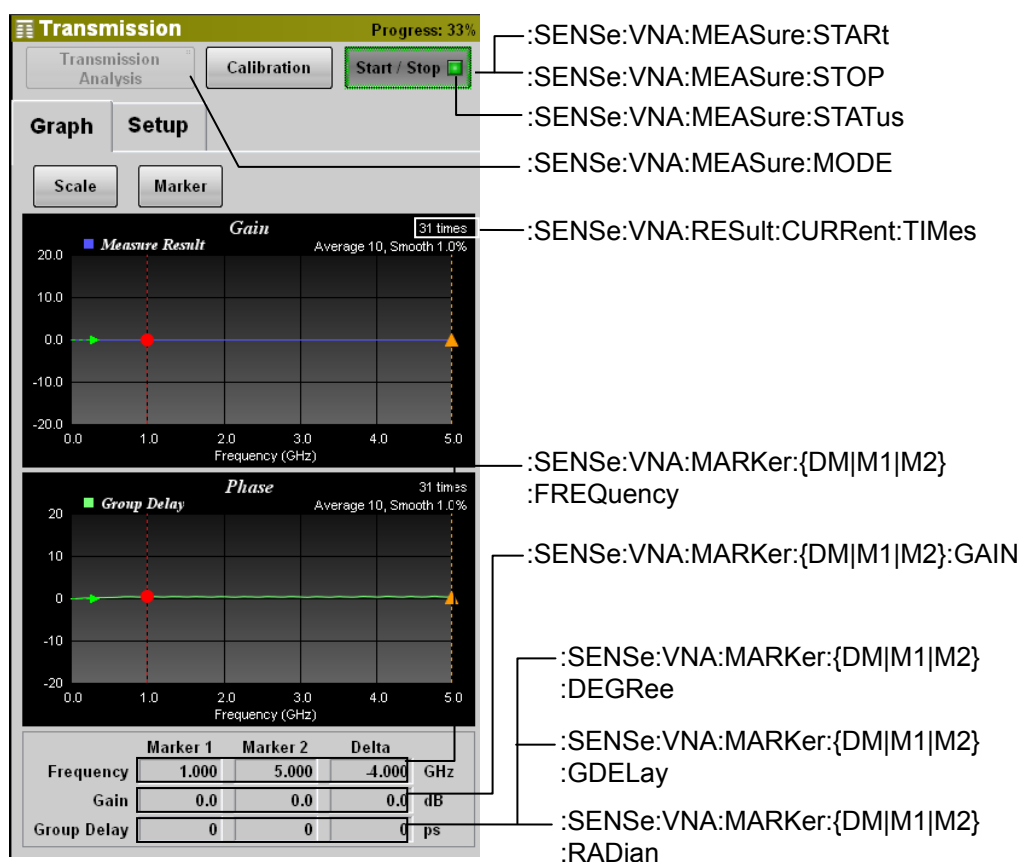 Transmission
Progress: 33%
Transmission
Analysis
Calibration
Start / Stop
Graph
Setup
Scale
Marker
Gain
31 times
Measure Result
Average 10, Smooth 1.0%
20.0
10.0
0.0
-10.0
-20.0
0.0 1.0 2.0 3.0 4.0 5.0
Frequency (GHz)
Phase
31 times
Group Delay
Average 10, Smooth 1.0%
20
10
0
-10
-20
0.0 1.0 2.0 3.0 4.0 5.0
Frequency (GHz)
Marker 1 Marker 2 Delta
Frequency 1.000 5.000 -4.000 GHz
Gain 0.0 0.0 0.0 dB
Group Delay 0 0 0 ps
:SENSe:VNA:MEASure:STARt
:SENSe:VNA:MEASure:STOP
:SENSe:VNA:MEASure:STATus
:SENSe:VNA:MEASure:MODE
:SENSe:VNA:RESult:CURRent:TIMes
:SENSe:VNA:MARKer:{DM|M1|M2}
:FREQuency
:SENSe:VNA:MARKer:{DM|M1|M2}:GAIN
:SENSe:VNA:MARKer:{DM|M1|M2}
:DEGRee
:SENSe:VNA:MARKer:{DM|M1|M2}
:GDELay
:SENSe:VNA:MARKer:{DM|M1|M2}
:RADian